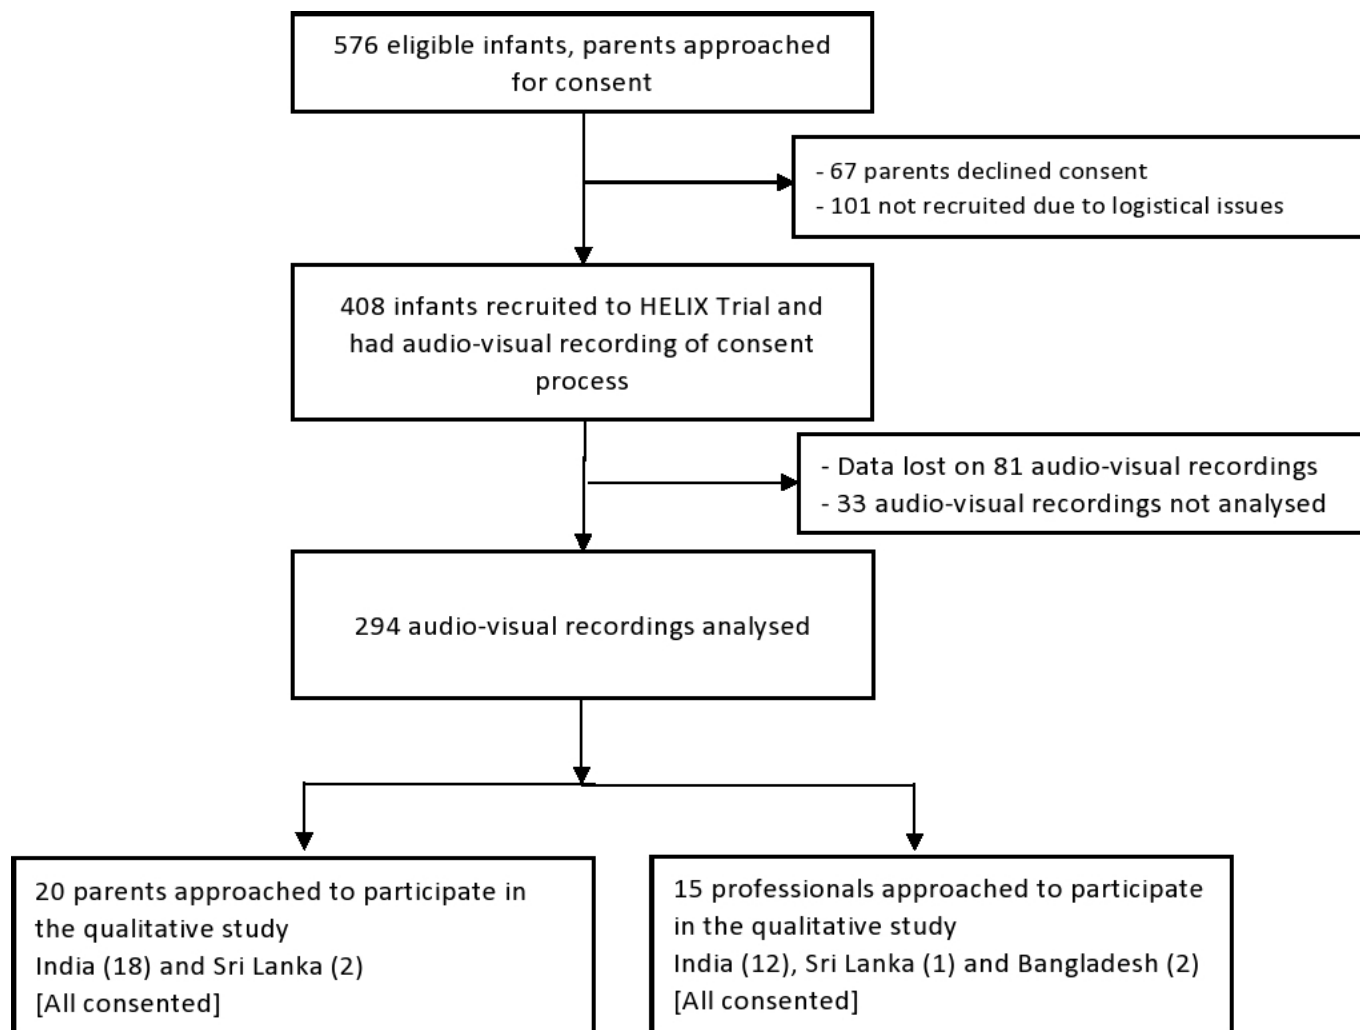 576 eligible infants, parents approached
for consent
- 67 parents declined consent
- 101 not recruited due to logistical issues
408 infants recruited to HELIX Trial and
had audio-visual recording of consent
process
- Data lost on 81 audio-visual recordings
- 33 audio-visual recordings not analysed
294 audio-visual recordings analysed
20 parents approached to participate in
the qualitative study
India (18) and Sri Lanka (2)
[All consented]
15 professionals approached to participate
in the qualitative study
India (12), Sri Lanka (1) and Bangladesh (2)
[All consented]